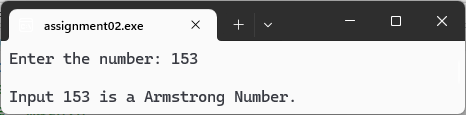 assignment02.exe
Enter the number: 153
Input 153 is a Armstrong Number.